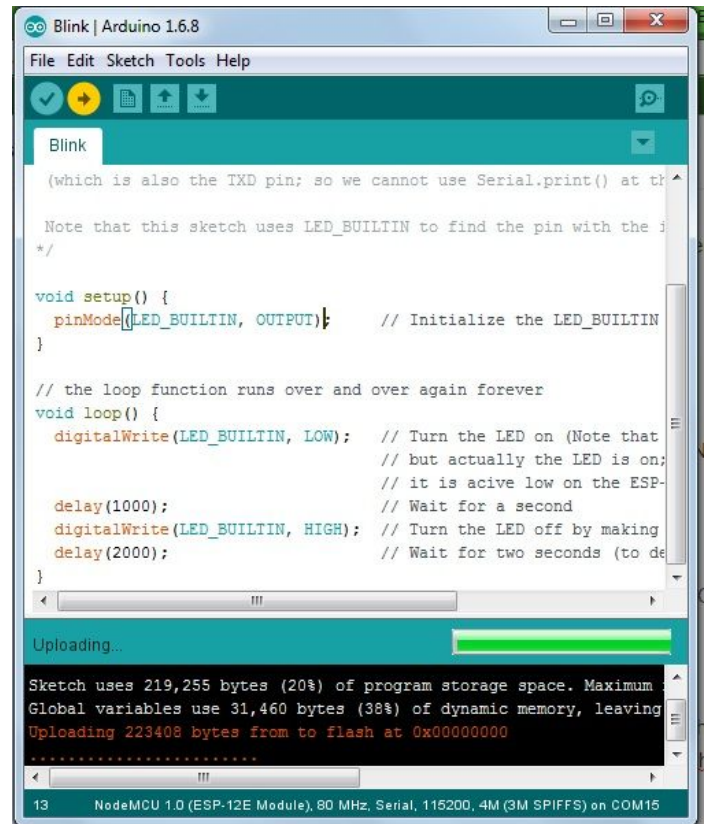 Blink | Arduino 1.6.8
File Edit Sketch Tools Help
Blink
(which is also the TXD pin; so we cannot use Serial.print() at th
Note that this sketch uses LED_BUILTIN to find the pin with the i
*/
void setup() {
pinMode(LED_BUILTIN, OUTPUT); // Initialize the LED_BUILTIN
}
// the loop function runs over and over again forever
void loop() {
digitalWrite(LED_BUILTIN, LOW); // Turn the LED on (Note that
// but actually the LED is on;
// it is acive low on the ESP-
delay(1000); // Wait for a second
digitalWrite(LED_BUILTIN, HIGH); // Turn the LED off by making
delay(2000); // Wait for two seconds (to de
}
Uploading...
Sketch uses 219,255 bytes (20%) of program storage space. Maximum
Global variables use 31,460 bytes (38%) of dynamic memory, leaving
Uploading 223408 bytes from to flash at 0x00000000
........................
13 NodeMCU 1.0 (ESP-12E Module), 80 MHz, Serial, 115200, 4M (3M SPIFFS) on COM15